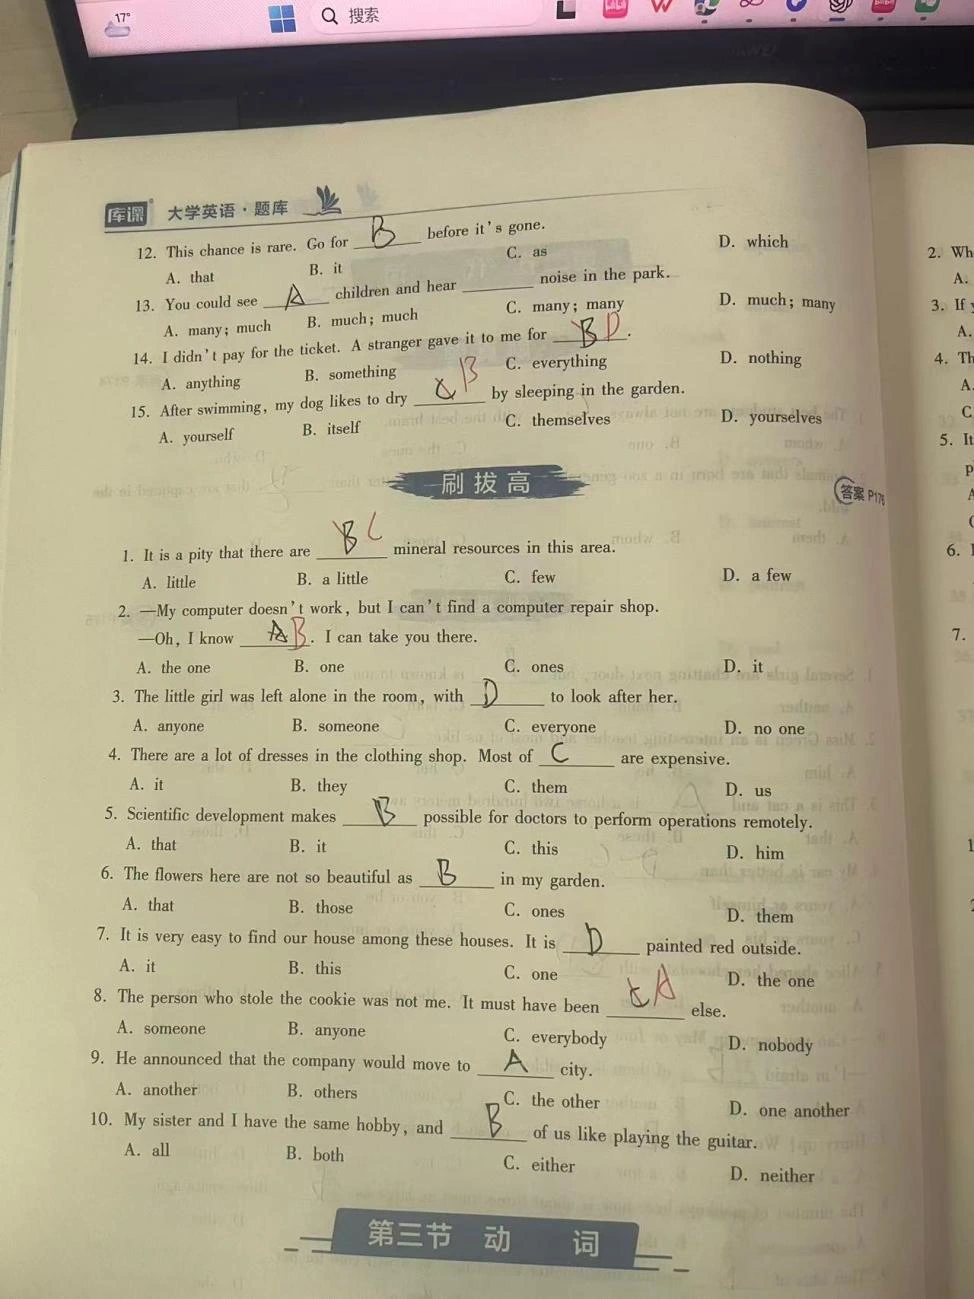 17°
搜索
库课 大学英语·题库
12. This chance is rare. Go for B before it's gone.
A. that B. it C. as D. which
13. You could see A children and hear ______ noise in the park.
A. many; much B. much; much C. many; many D. much; many
14. I didn't pay for the ticket. A stranger gave it to me for B D.
A. anything B. something C. everything D. nothing
15. After swimming, my dog likes to dry C B by sleeping in the garden.
A. yourself B. itself C. themselves D. yourselves
刷拔高
答案 P176
1. It is a pity that there are B C mineral resources in this area.
A. little B. a little C. few D. a few
2. —My computer doesn't work, but I can't find a computer repair shop.
—Oh, I know A B. I can take you there.
A. the one B. one C. ones D. it
3. The little girl was left alone in the room, with D to look after her.
A. anyone B. someone C. everyone D. no one
4. There are a lot of dresses in the clothing shop. Most of C are expensive.
A. it B. they C. them D. us
5. Scientific development makes B possible for doctors to perform operations remotely.
A. that B. it C. this D. him
6. The flowers here are not so beautiful as B in my garden.
A. that B. those C. ones D. them
7. It is very easy to find our house among these houses. It is D painted red outside.
A. it B. this C. one D. the one
8. The person who stole the cookie was not me. It must have been C A else.
A. someone B. anyone C. everybody D. nobody
9. He announced that the company would move to A city.
A. another B. others C. the other D. one another
10. My sister and I have the same hobby, and B of us like playing the guitar.
A. all B. both C. either D. neither
第三节 动 词
2. Wh
A.
3. If
A.
4. Th
A.
C
5. It
P
A
6.
7.